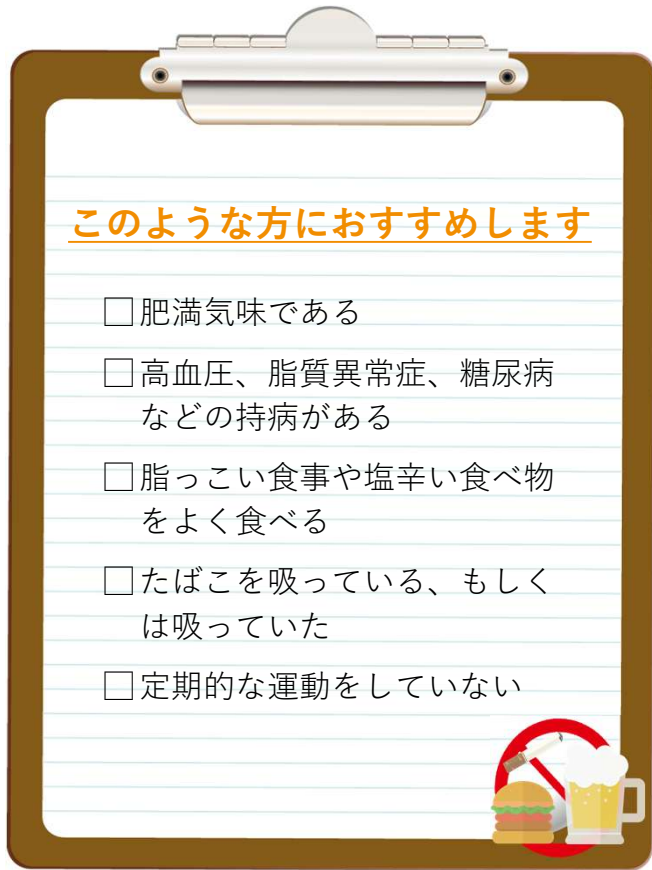 このような方におすすめします
□肥満気味である
□高血圧、脂質異常症、糖尿病
などの持病がある
□脂っこい食事や塩辛い食べ物
をよく食べる
□たばこを吸っている、もしく
は吸っていた
□定期的な運動をしていない